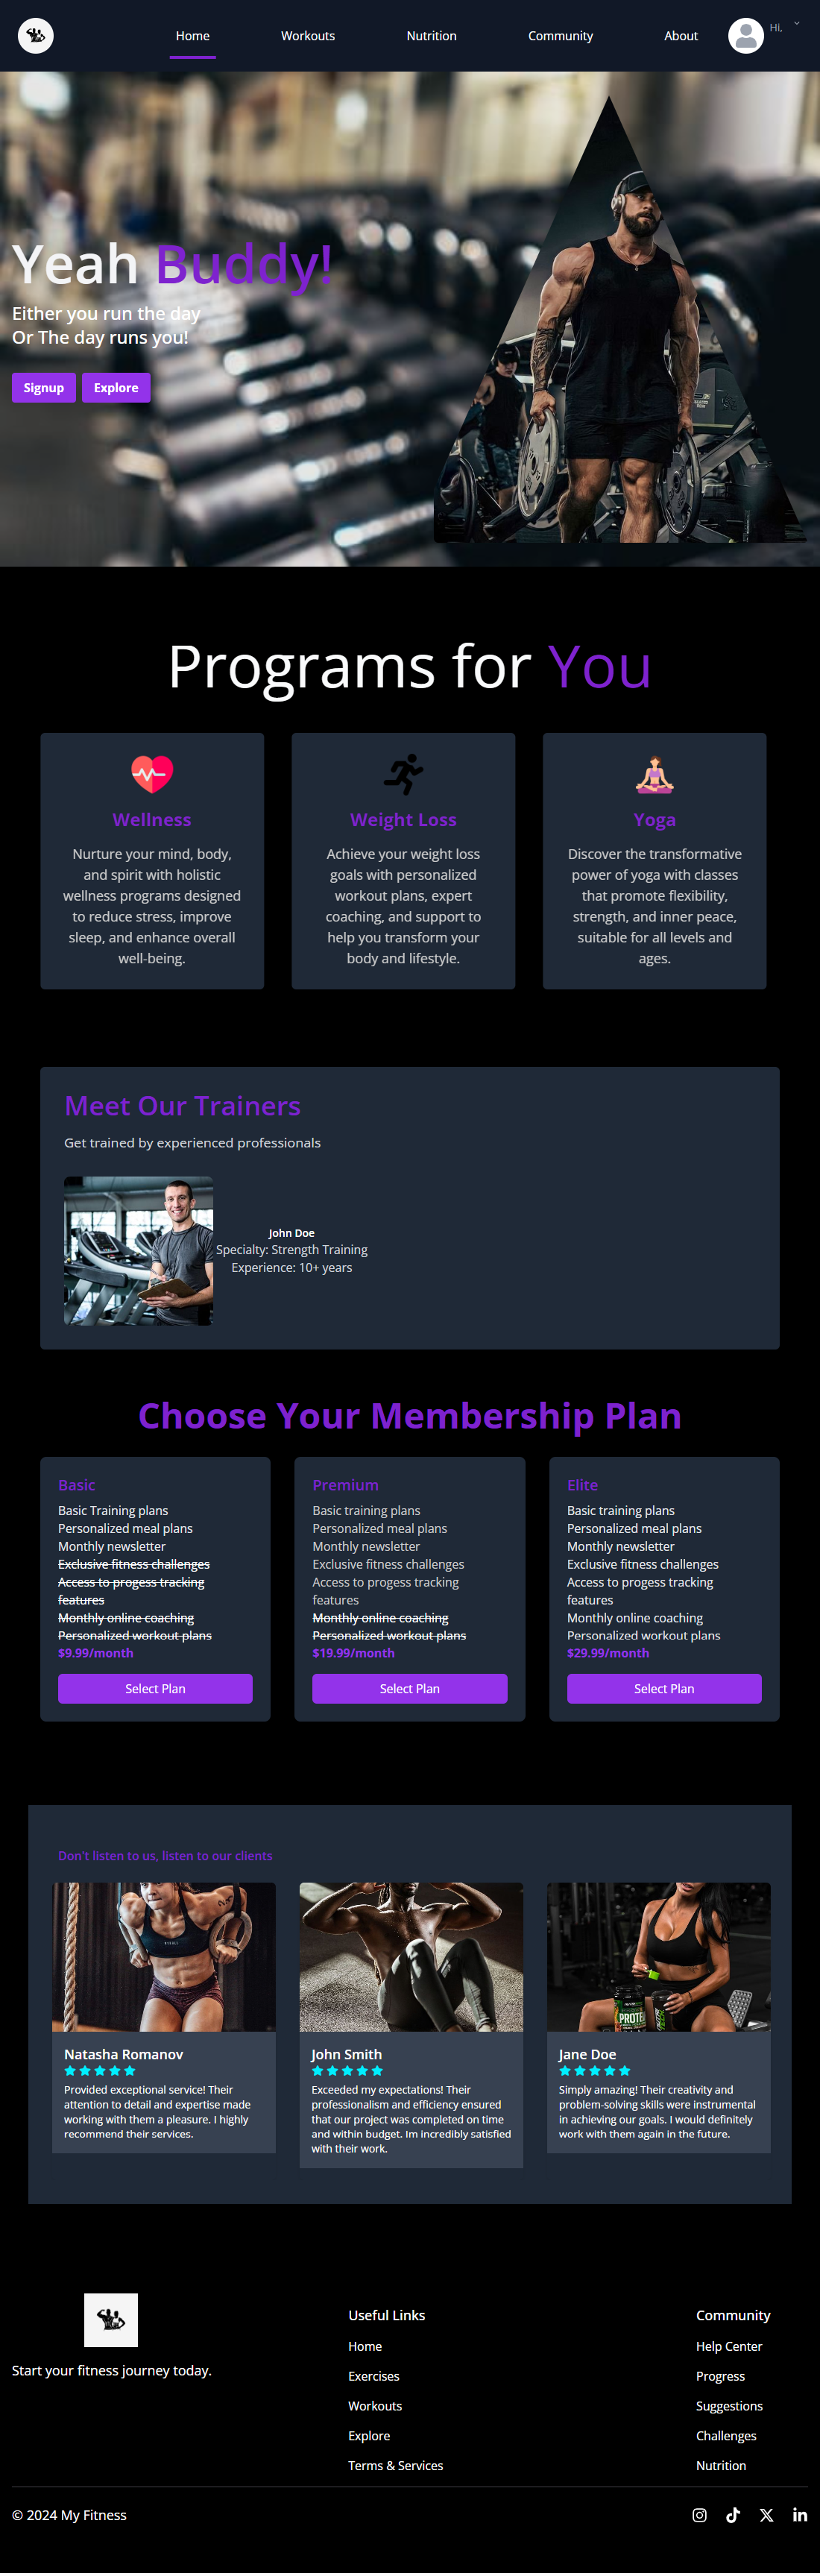 Home Workouts Nutrition Community About Hi,
Yeah Buddy!
Either you run the day
Or The day runs you!
Signup Explore
Programs for You
Wellness
Nurture your mind, body,
and spirit with holistic
wellness programs designed
to reduce stress, improve
sleep, and enhance overall
well-being.
Weight Loss
Achieve your weight loss
goals with personalized
workout plans, expert
coaching, and support to
help you transform your
body and lifestyle.
Yoga
Discover the transformative
power of yoga with classes
that promote flexibility,
strength, and inner peace,
suitable for all levels and
ages.
Meet Our Trainers
Get trained by experienced professionals
John Doe
Specialty: Strength Training
Experience: 10+ years
Choose Your Membership Plan
Basic
Basic Training plans
Personalized meal plans
Monthly newsletter
Exclusive fitness challenges
Access to progess tracking
features
Monthly online coaching
Personalized workout plans
$9.99/month
Select Plan
Premium
Basic training plans
Personalized meal plans
Monthly newsletter
Exclusive fitness challenges
Access to progess tracking
features
Monthly online coaching
Personalized workout plans
$19.99/month
Select Plan
Elite
Basic training plans
Personalized meal plans
Monthly newsletter
Exclusive fitness challenges
Access to progess tracking
features
Monthly online coaching
Personalized workout plans
$29.99/month
Select Plan
Don't listen to us, listen to our clients
Natasha Romanov
Provided exceptional service! Their
attention to detail and expertise made
working with them a pleasure. I highly
recommend their services.
John Smith
Exceeded my expectations! Their
professionalism and efficiency ensured
that our project was completed on time
and within budget. Im incredibly satisfied
with their work.
PROTE
Jane Doe
Simply amazing! Their creativity and
problem-solving skills were instrumental
in achieving our goals. I would definitely
work with them again in the future.
Start your fitness journey today.
Useful Links
Home
Exercises
Workouts
Explore
Terms & Services
Community
Help Center
Progress
Suggestions
Challenges
Nutrition
© 2024 My Fitness